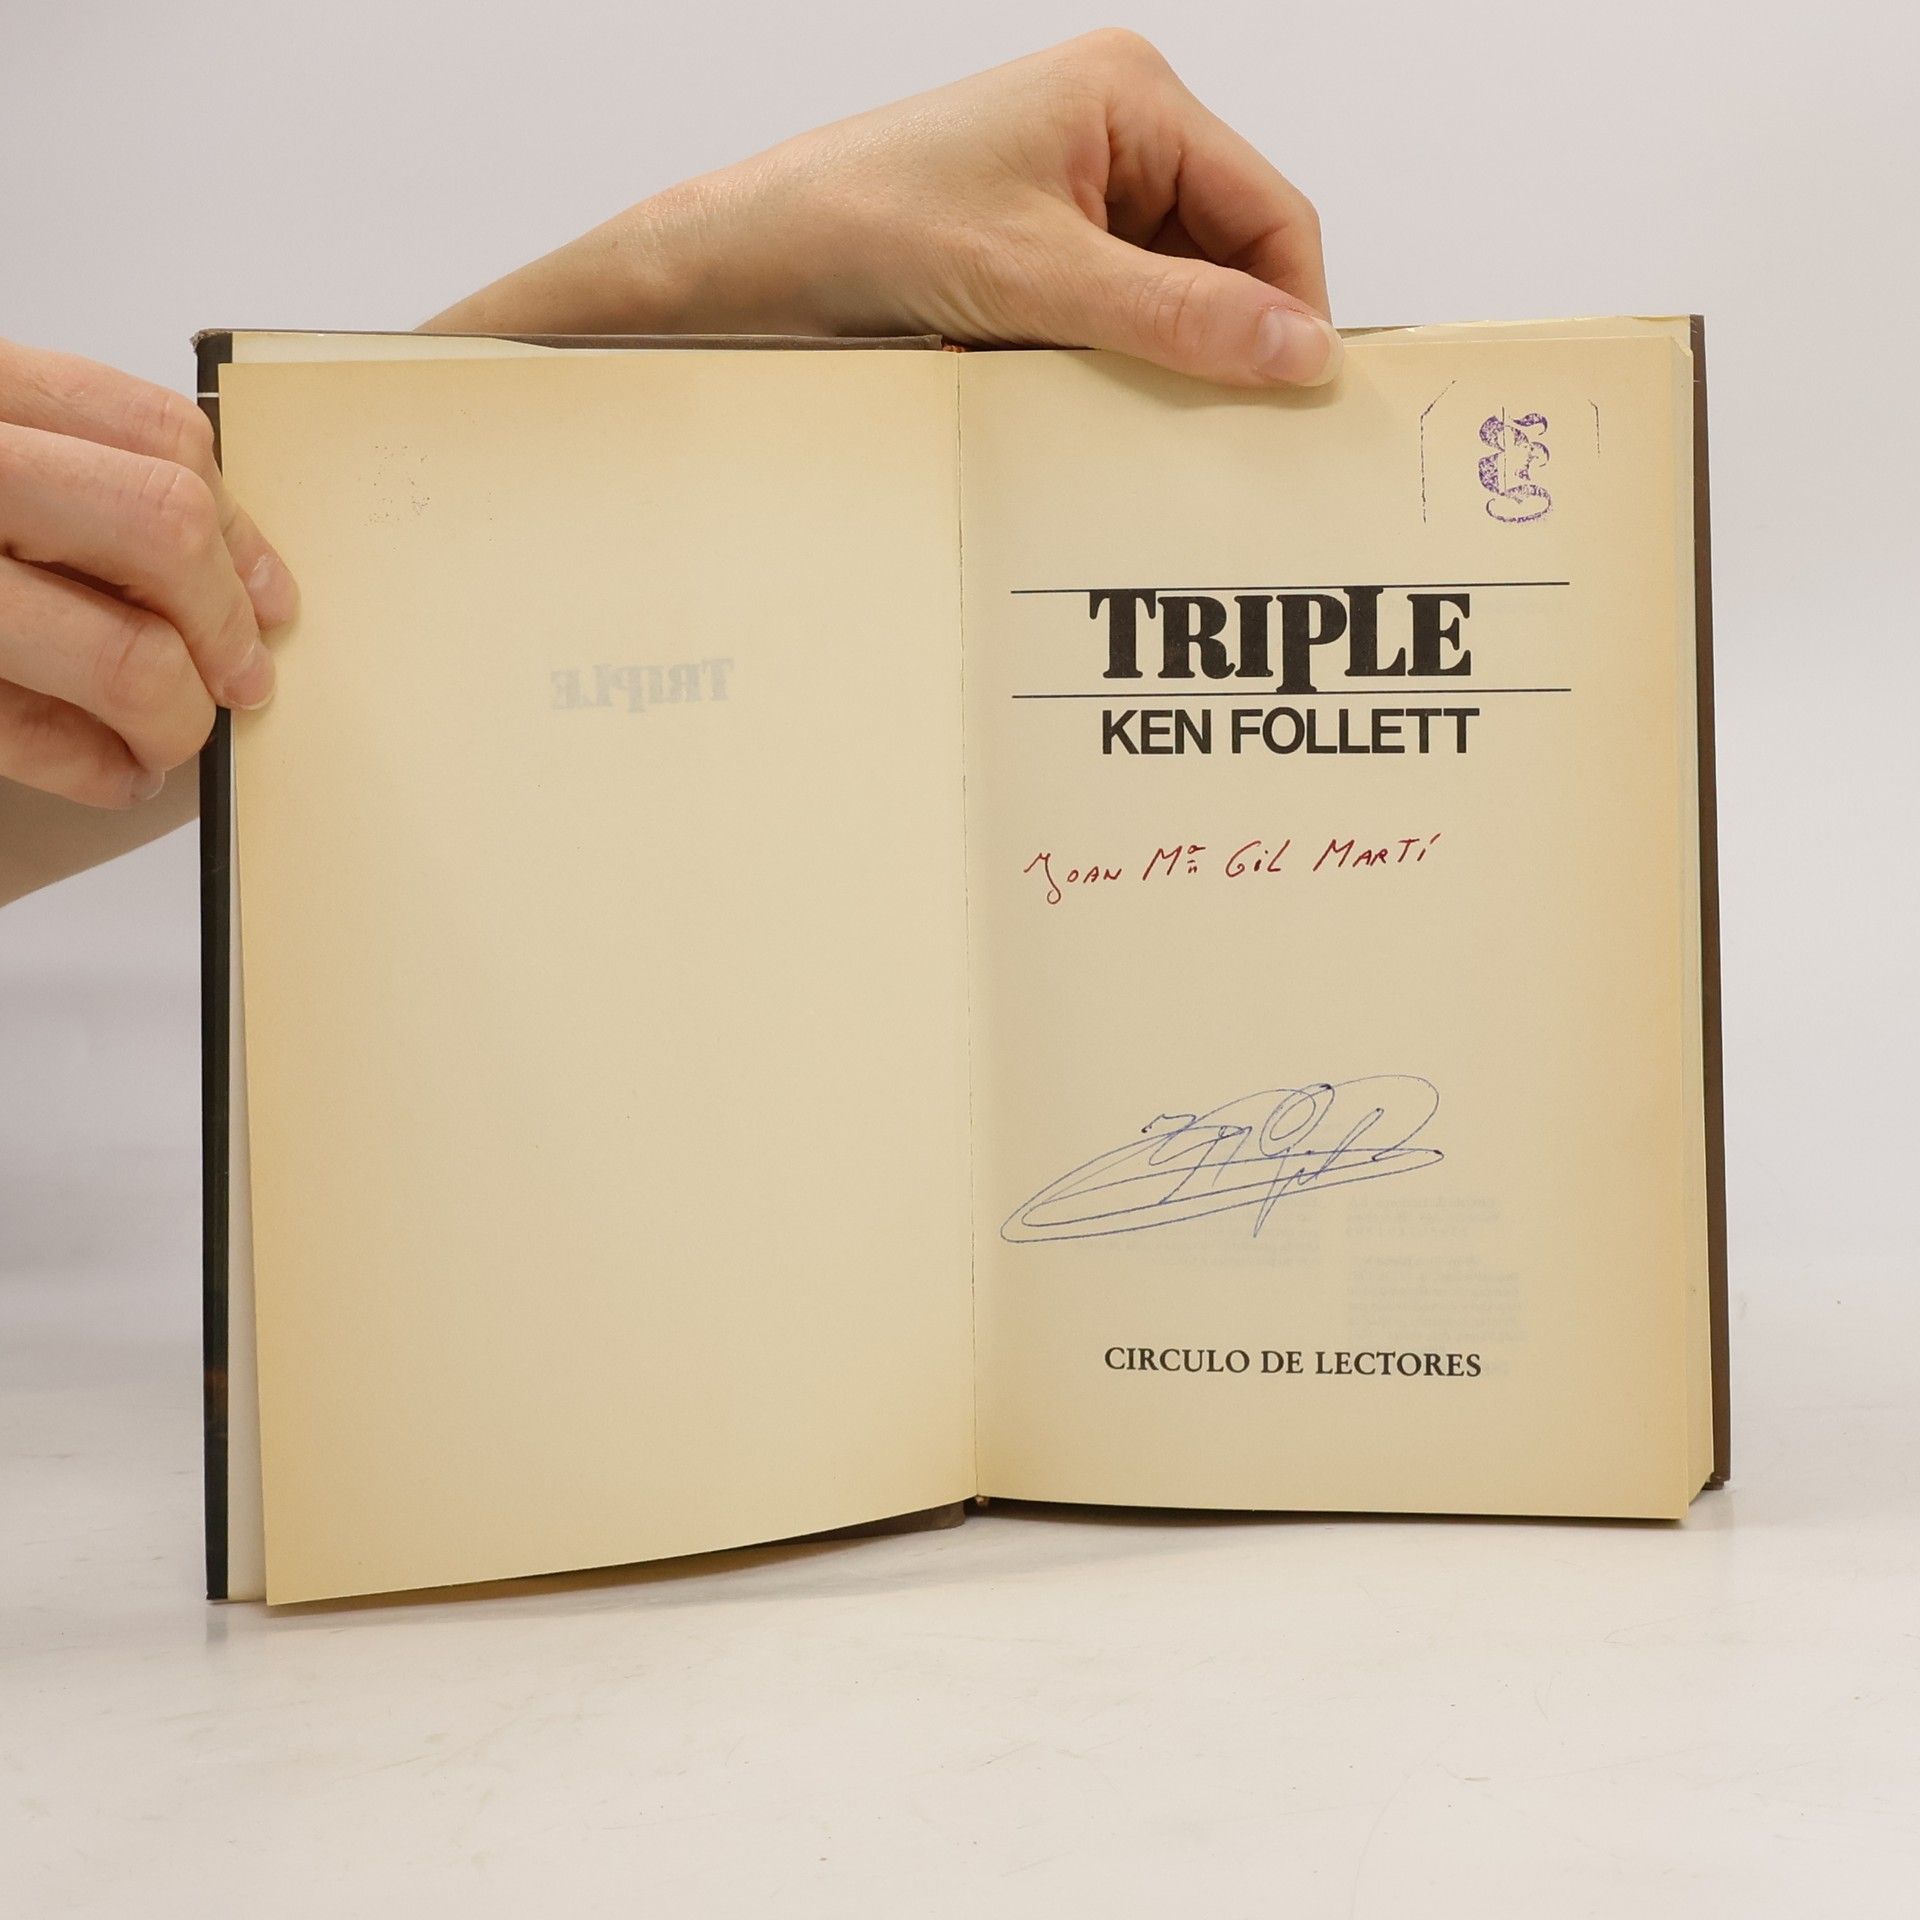 TRIPLE
KEN FOLLETT
Joan Mª Gil Martí
CIRCULO DE LECTORES